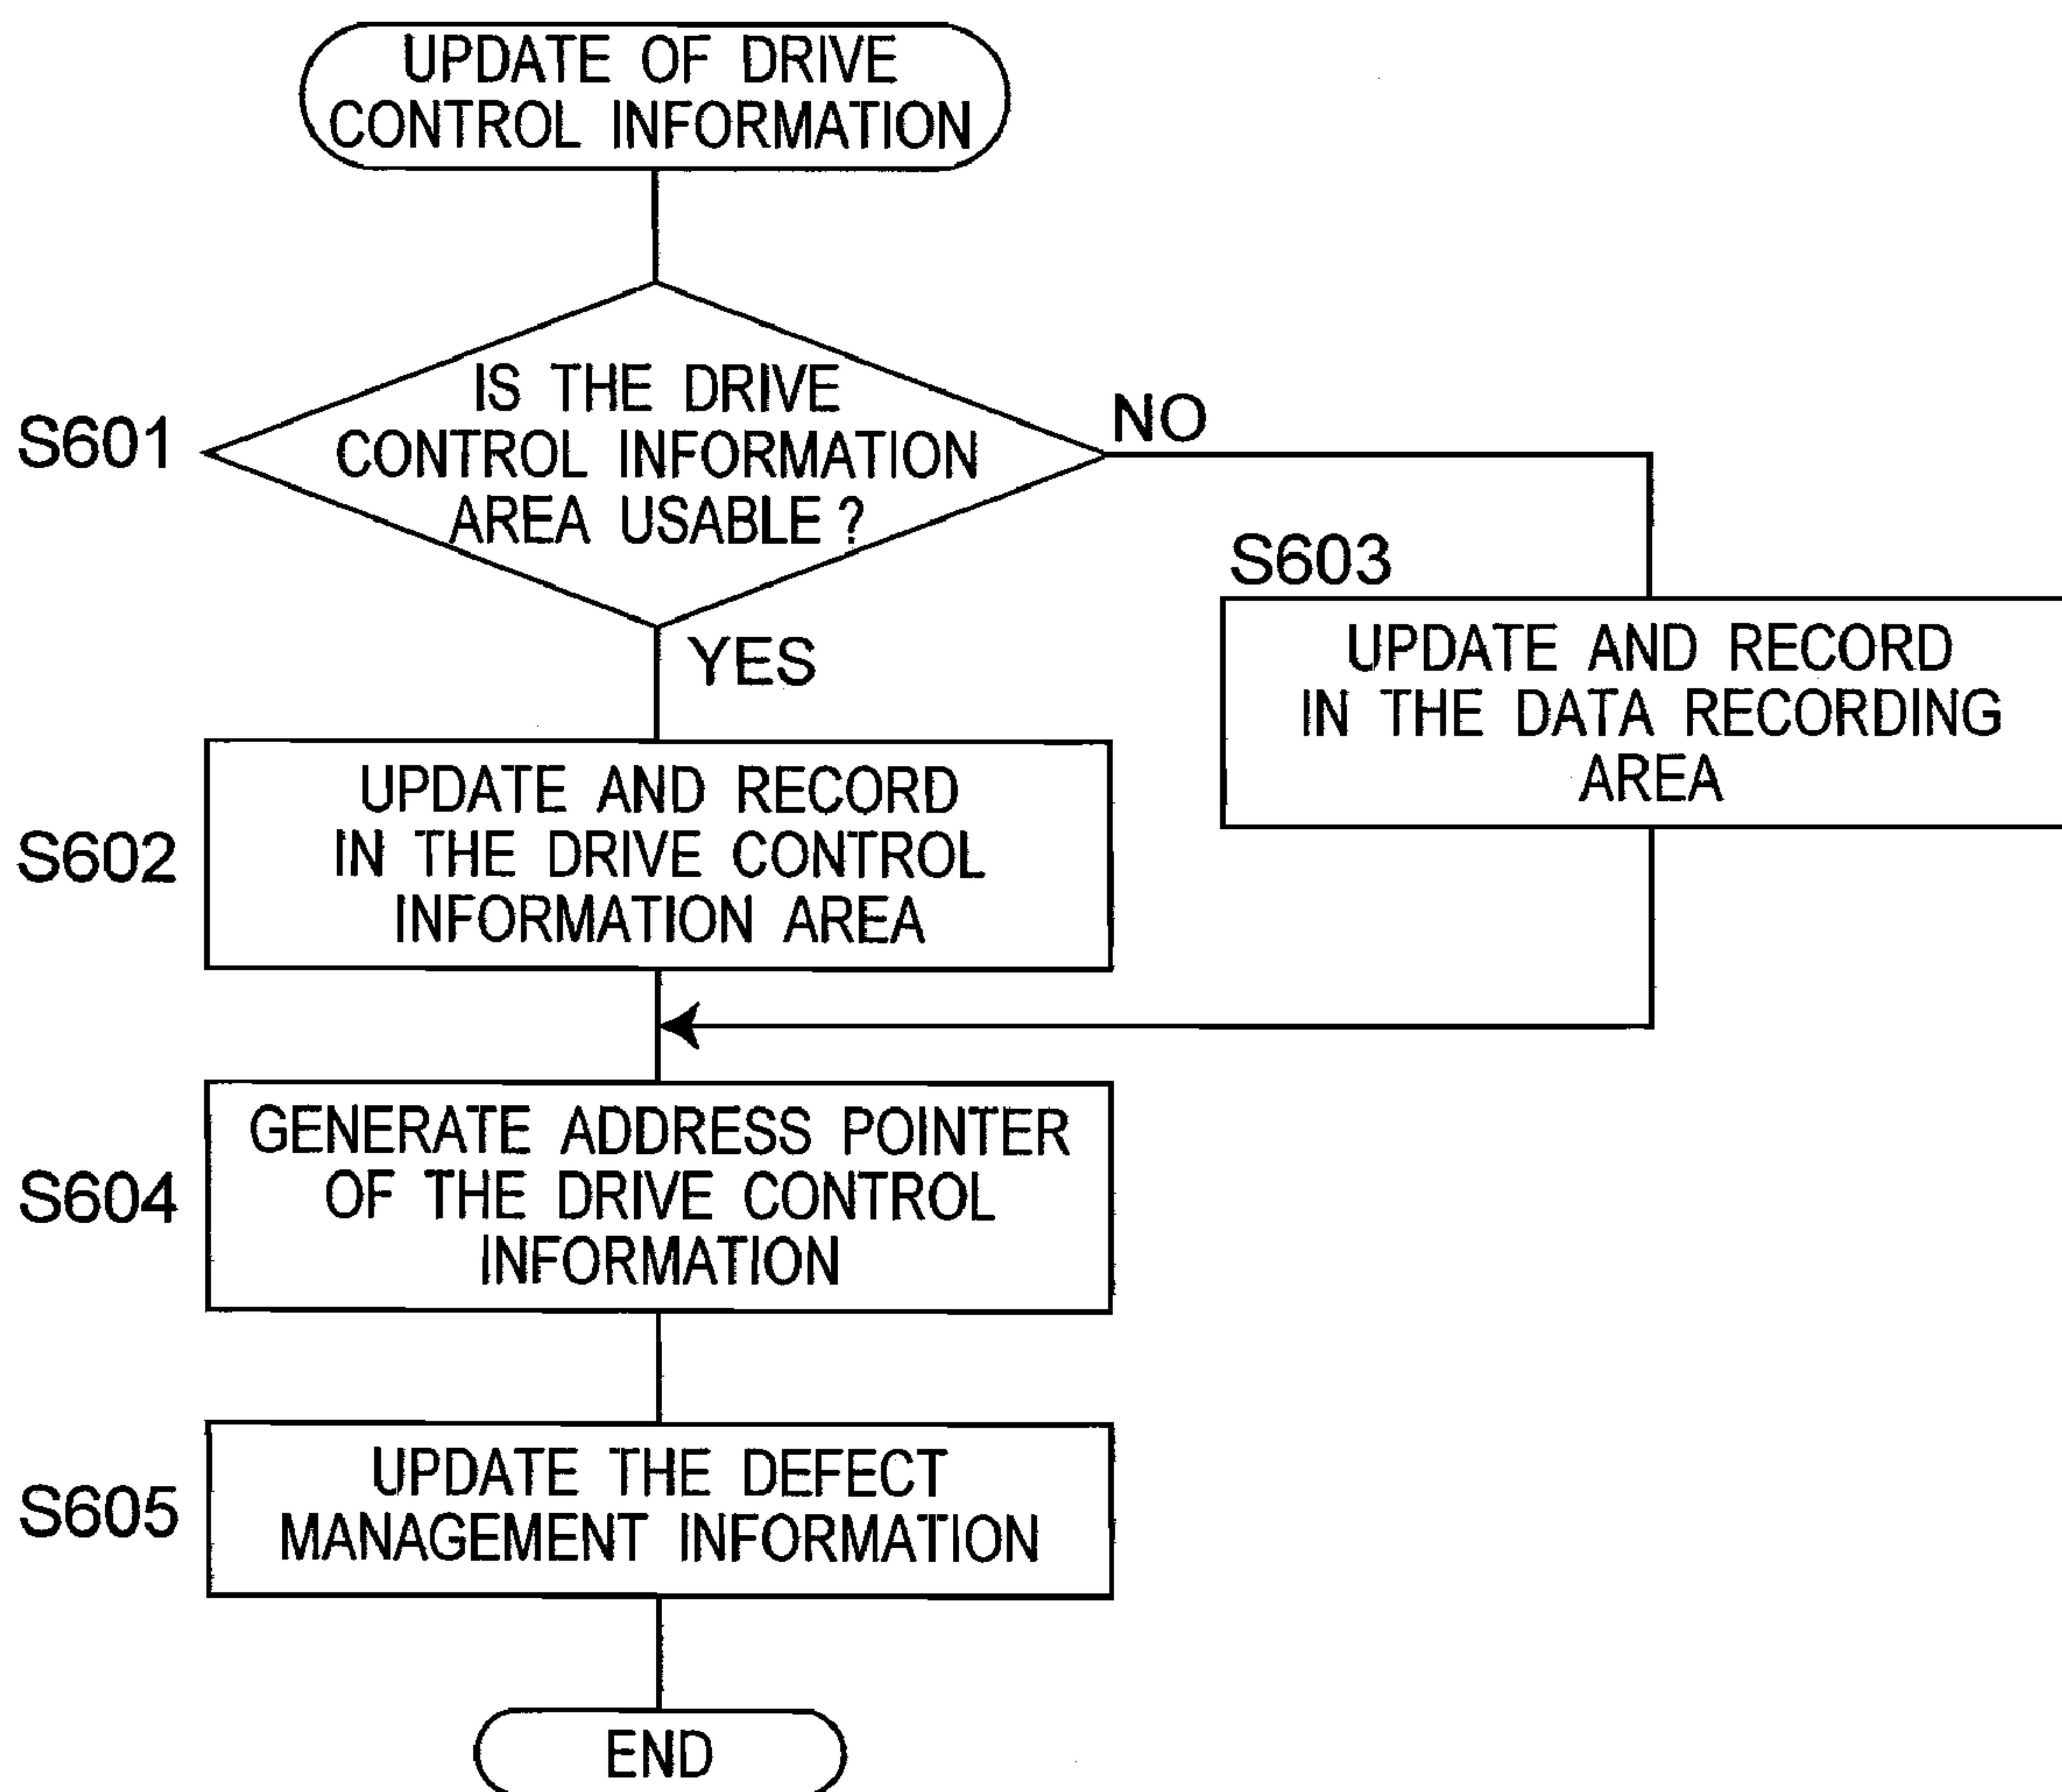 UPDATE OF DRIVE
CONTROL INFORMATION
S601
IS THE DRIVE
CONTROL INFORMATION
AREA USABLE ?
NO
YES
S603
UPDATE AND RECORD
IN THE DATA RECORDING
AREA
S602
UPDATE AND RECORD
IN THE DRIVE CONTROL
INFORMATION AREA
S604
GENERATE ADDRESS POINTER
OF THE DRIVE CONTROL
INFORMATION
S605
UPDATE THE DEFECT
MANAGEMENT INFORMATION
END